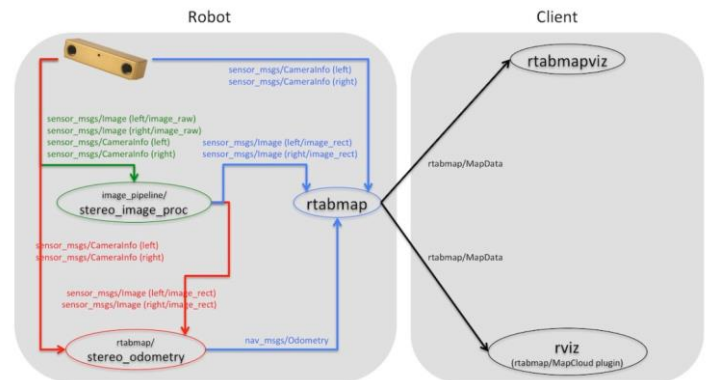 Robot
Client
sensor_msgs/CameraInfo (left)
sensor_msgs/CameraInfo (right)
rtabmapviz
sensor_msgs/Image (left/image_raw)
sensor_msgs/Image (right/image_raw)
sensor_msgs/CameraInfo (left)
sensor_msgs/CameraInfo (right)
sensor_msgs/Image (left/image_rect)
sensor_msgs/Image (right/image_rect)
rtabmap/MapData
image_pipeline/
stereo_image_proc
rtabmap
sensor_msgs/CameraInfo (left)
sensor_msgs/CameraInfo (right)
rtabmap/MapData
sensor_msgs/Image (left/image_rect)
sensor_msgs/Image (right/image_rect)
rtabmap/
stereo_odometry
nav_msgs/Odometry
rviz
(rtabmap/MapCloud plugin)